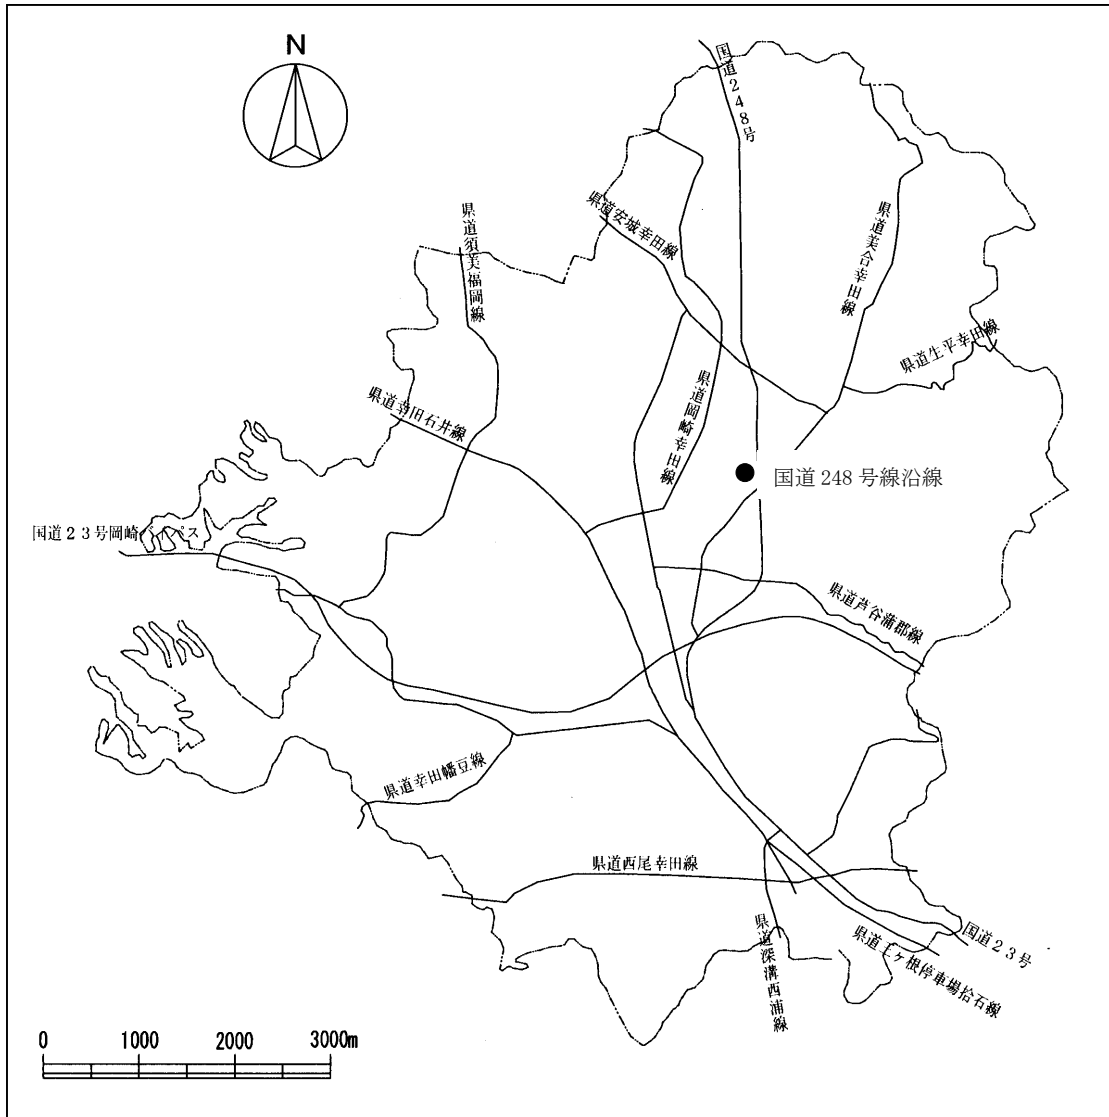 N
国道248号
県道安城幸田線
県道須美福岡線
県道美合幸田線
県道生平幸田線
県道岡崎幸田線
県道幸田石井線
国道248号線沿線
国道23号岡崎バイパス
県道芦谷蒲郡線
県道幸田幡豆線
県道西尾幸田線
県道深溝西浦線
国道23号
県道三ヶ根停車場拾石線
0 1000 2000 3000m